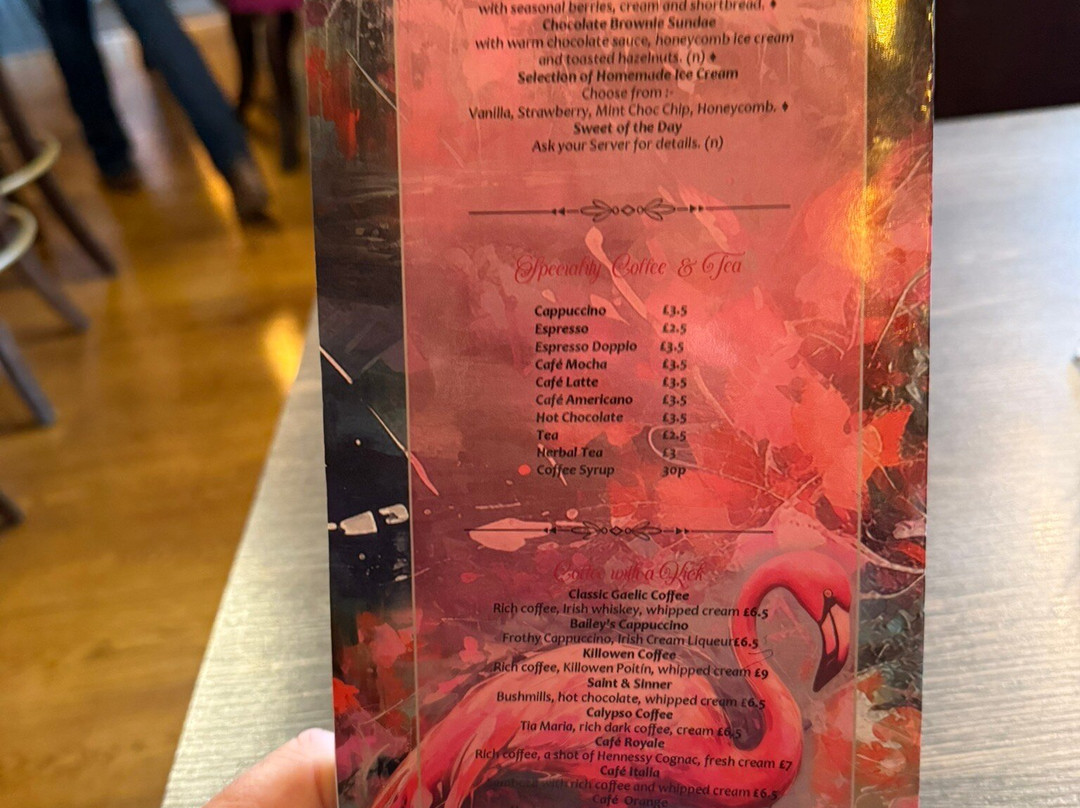 with seasonal berries, cream and shortbread. ♦
Chocolate Brownie Sundae
with warm chocolate sauce, honeycomb ice cream
and toasted hazelnuts. (n) ♦
Selection of Homemade Ice Cream
Choose from :-
Vanilla, Strawberry, Mint Choc Chip, Honeycomb. ♦
Sweet of the Day
Ask your Server for details. (n)
Speciality Coffee & Tea
Cappuccino £3.5
Espresso £2.5
Espresso Doppio £3.5
Café Mocha £3.5
Café Latte £3.5
Café Americano £3.5
Hot Chocolate £3.5
Tea £2.5
Herbal Tea £3
Coffee Syrup 30p
Coffee with a Kick
Classic Gaelic Coffee
Rich coffee, Irish whiskey, whipped cream £6.5
Bailey's Cappuccino
Frothy Cappuccino, Irish Cream Liqueur£6.5
Killowen Coffee
Rich coffee, Killowen Poitín, whipped cream £9
Saint & Sinner
Bushmills, hot chocolate, whipped cream £6.5
Calypso Coffee
Tia Maria, rich dark coffee, cream £6.5
Café Royale
Rich coffee, a shot of Hennessy Cognac, fresh cream £7
Café Italia
with rich coffee and whipped cream £6.5
Café Orange